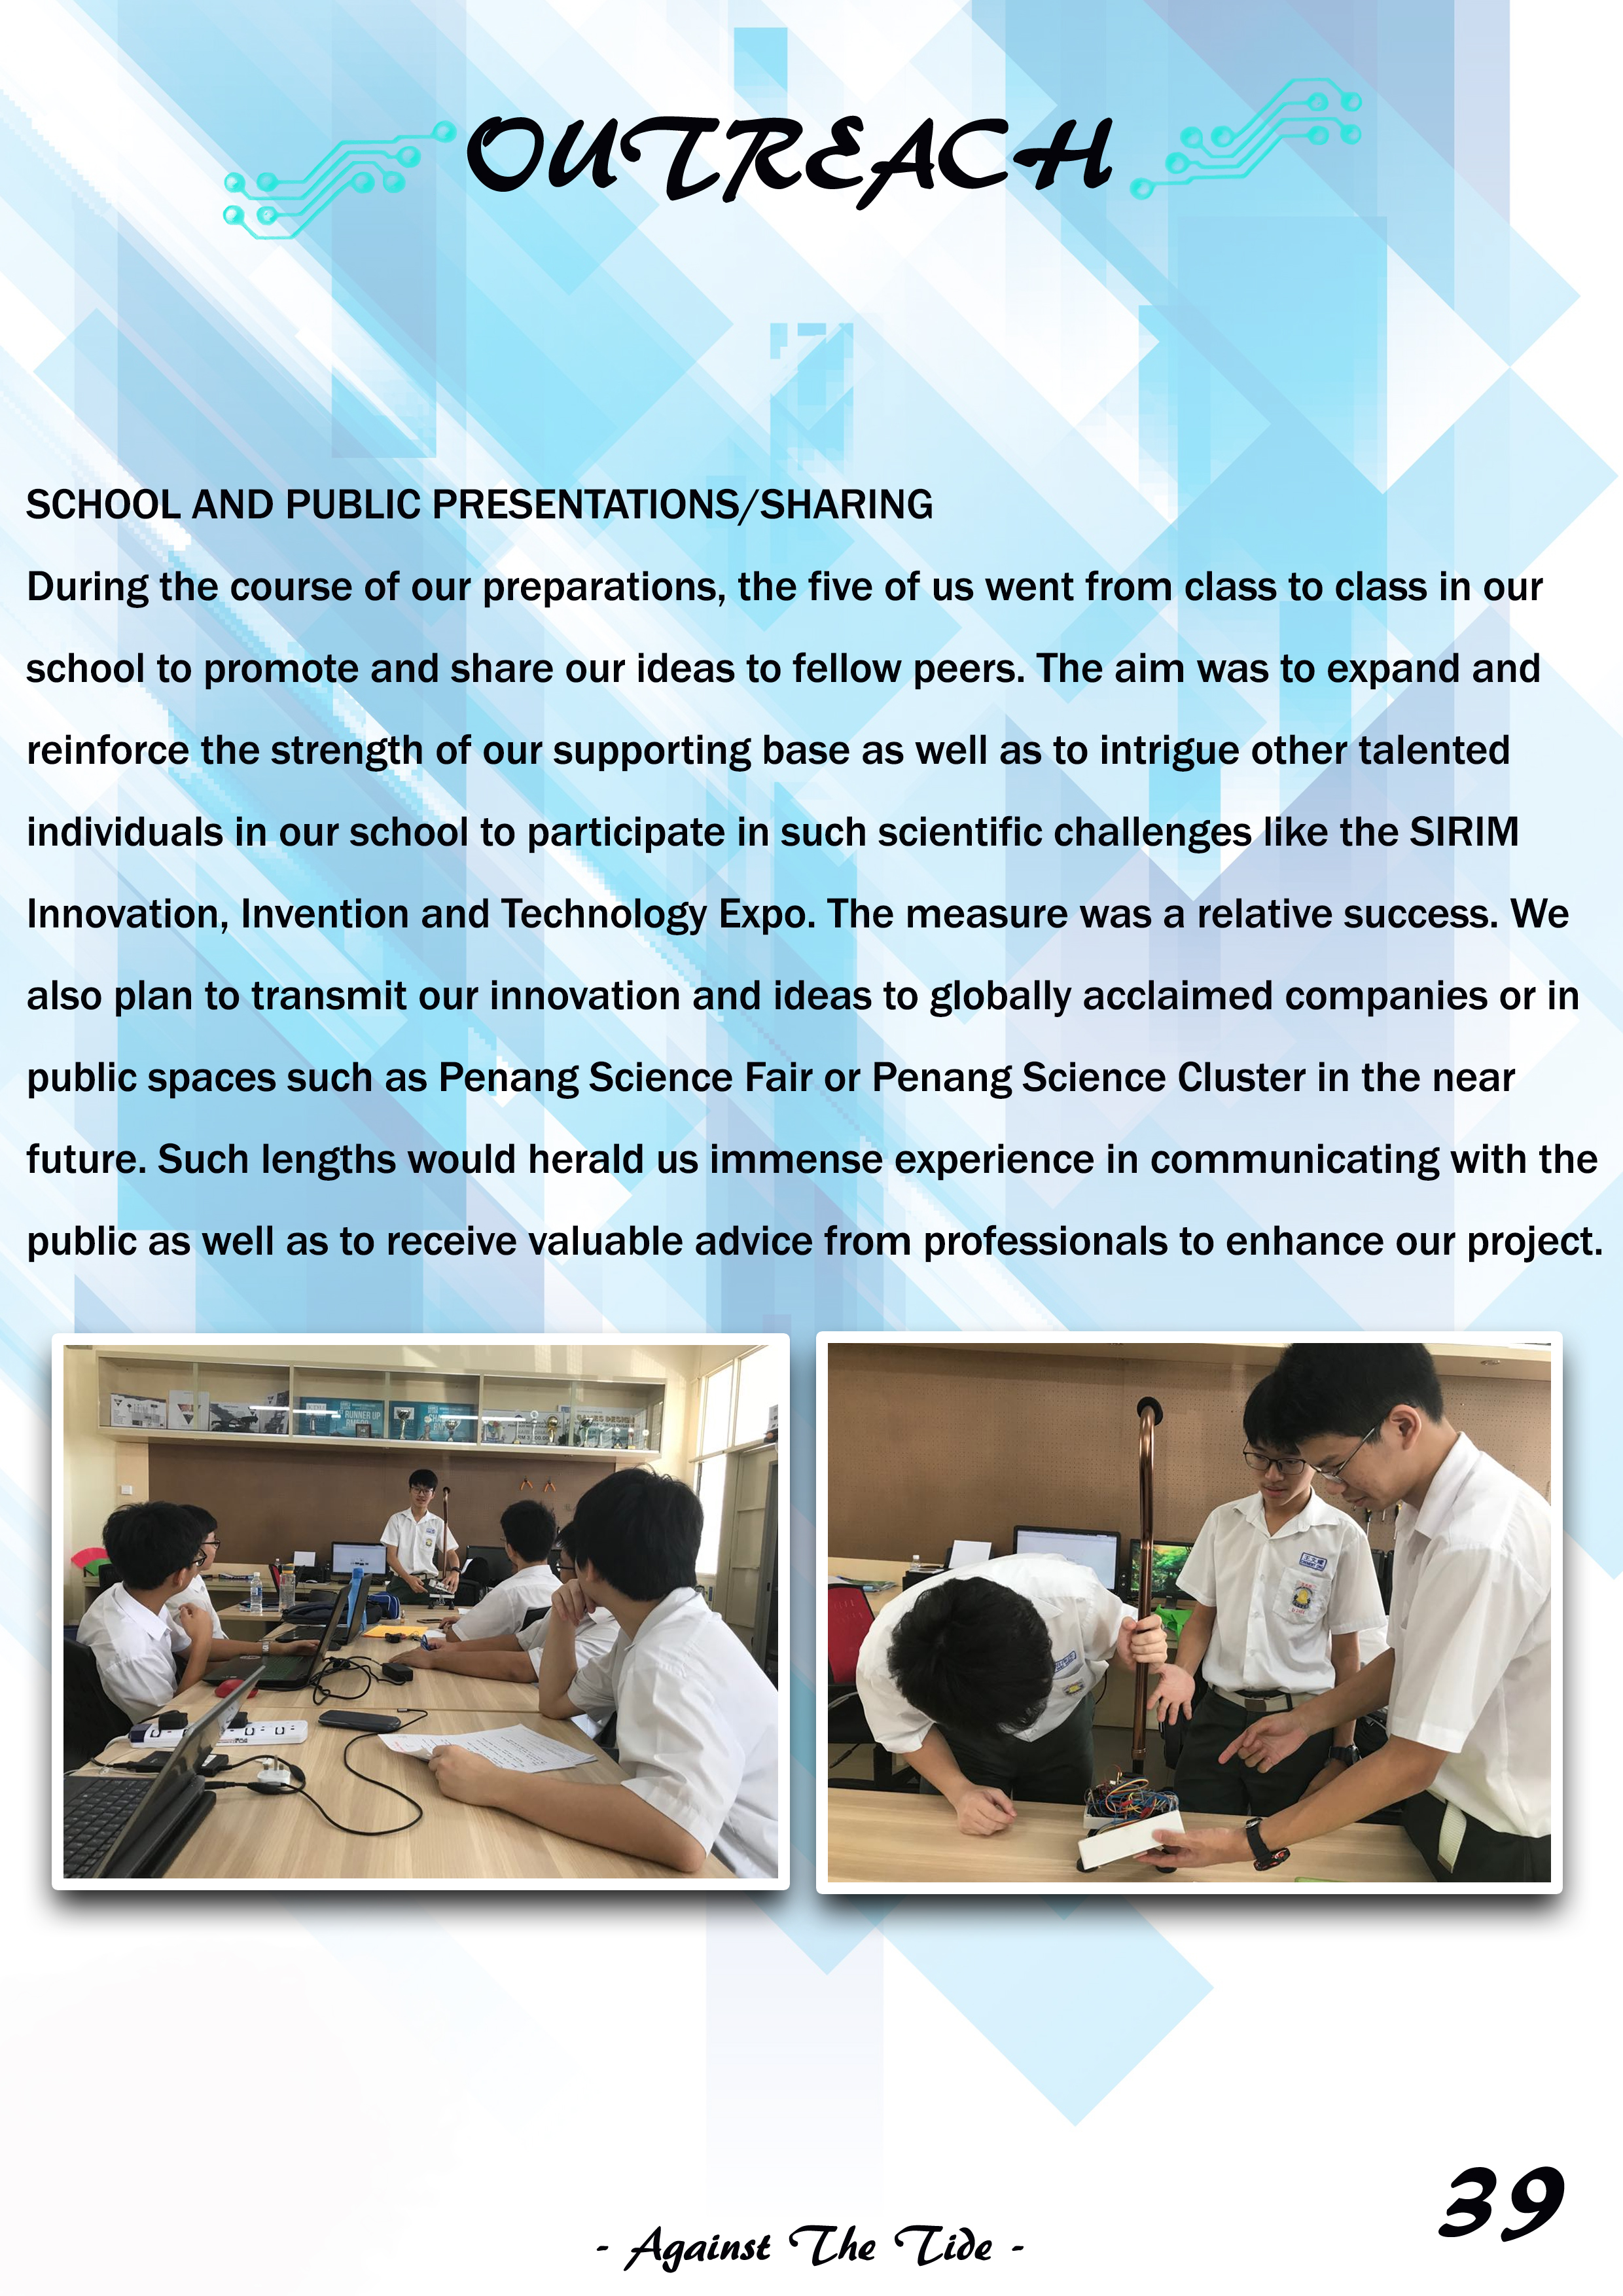 OUTREACH
SCHOOL AND PUBLIC PRESENTATIONS/SHARING
During the course of our preparations, the five of us went from class to class in our
school to promote and share our ideas to fellow peers. The aim was to expand and
reinforce the strength of our supporting base as well as to intrigue other talented
individuals in our school to participate in such scientific challenges like the SIRIM
Innovation, Invention and Technology Expo. The measure was a relative success. We
also plan to transmit our innovation and ideas to globally acclaimed companies or in
public spaces such as Penang Science Fair or Penang Science Cluster in the near
future. Such lengths would herald us immense experience in communicating with the
public as well as to receive valuable advice from professionals to enhance our project.
RUNNER UP
39
- Against The Tide -